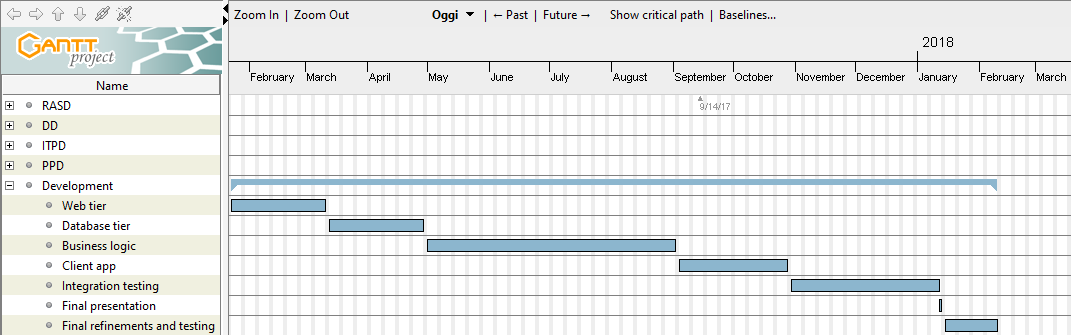 Zoom In | Zoom Out Oggi | ← Past | Future → Show critical path | Baselines...
GANTT
project
2018
February March April May June July August September October November December January February March
Name
9/14/17
RASD
DD
ITPD
PPD
Development
Web tier
Database tier
Business logic
Client app
Integration testing
Final presentation
Final refinements and testing